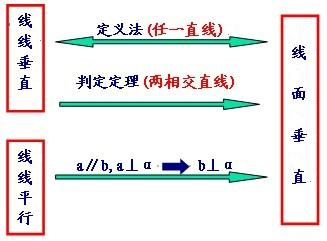 线线垂直
定义法(任一直线)
判定定理(两相交直线)
线面垂直
线线平行
a∥b,a⊥α ➡ b⊥α